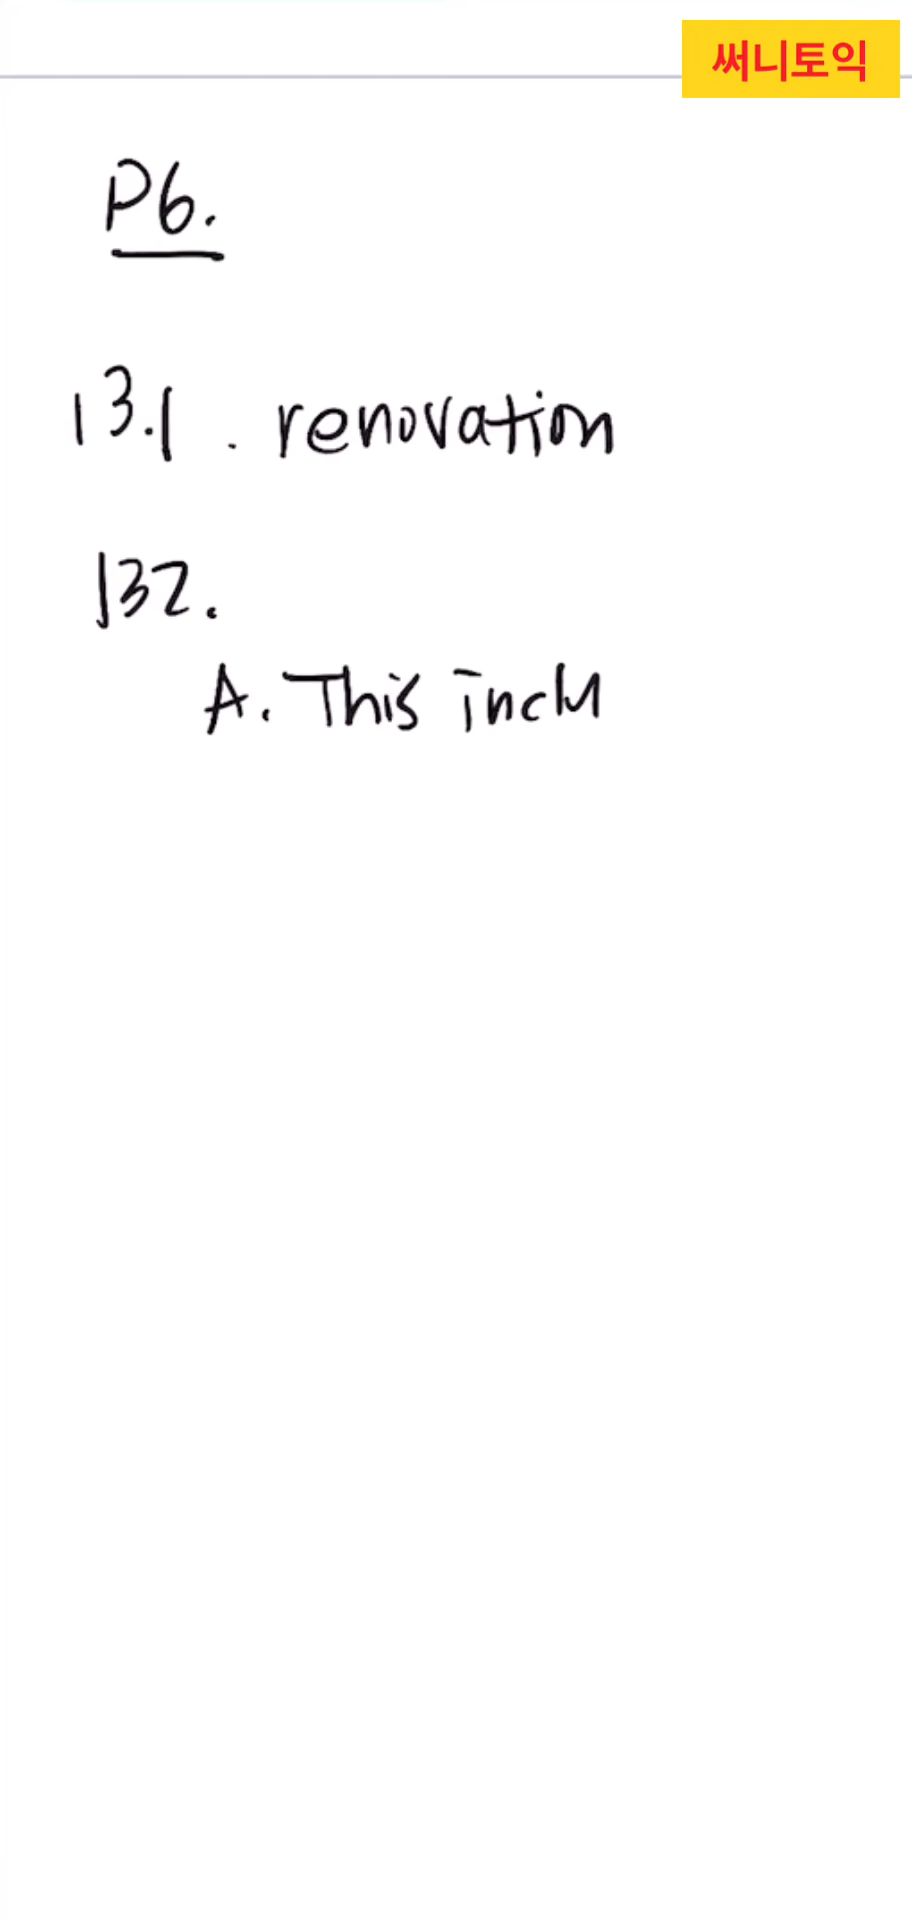 써니토익
P6.
131. renovation
132.
A. This inclu